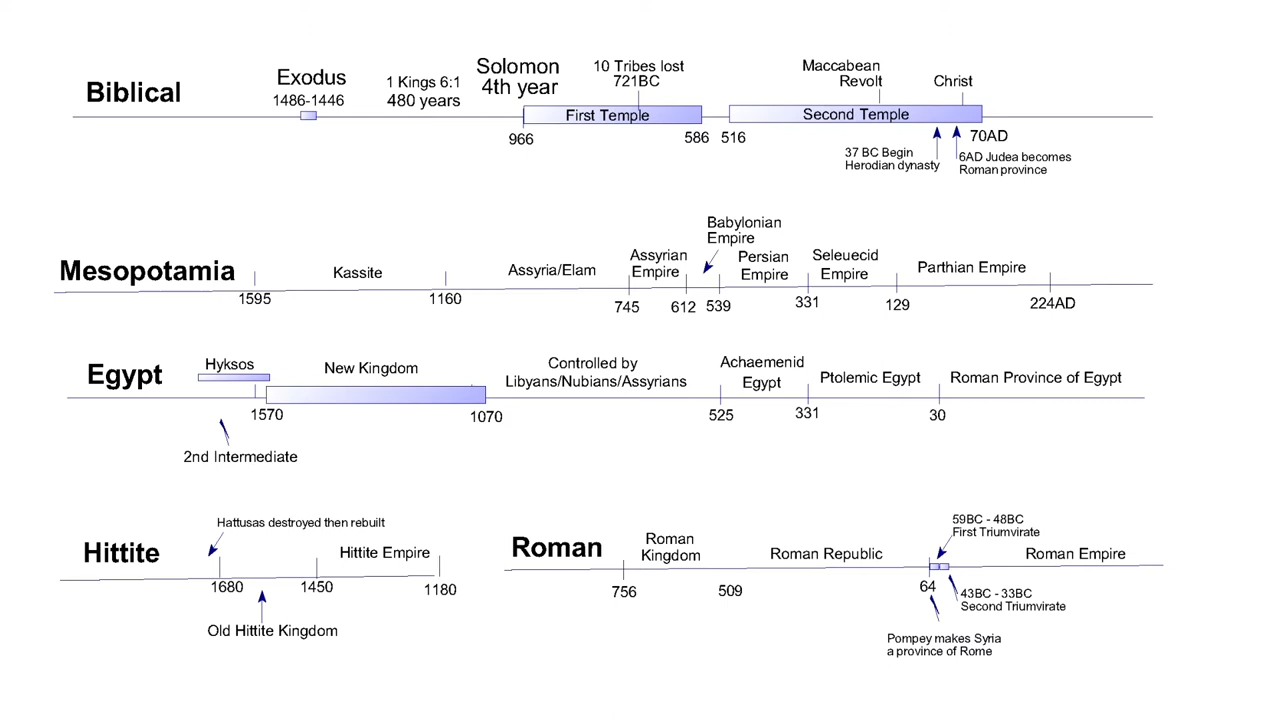 Biblical
Exodus
1486-1446
1 Kings 6:1
480 years
Solomon
4th year
10 Tribes lost
721BC
Maccabean
Revolt
Christ
First Temple
Second Temple
966
586
516
70AD
37 BC Begin
Herodian dynasty
6AD Judea becomes
Roman province
Mesopotamia
Kassite
Assyria/Elam
Assyrian
Empire
Babylonian
Empire
Persian
Empire
Seleucid
Empire
Parthian Empire
1595
1160
745
612
539
331
129
224AD
Egypt
Hyksos
New Kingdom
Controlled by
Libyans/Nubians/Assyrians
Achaemenid
Egypt
Ptolemic Egypt
Roman Province of Egypt
1570
1070
525
331
30
2nd Intermediate
Hittite
Hattusas destroyed then rebuilt
Hittite Empire
1680
1450
1180
Old Hittite Kingdom
Roman
Roman
Kingdom
Roman Republic
59BC - 48BC
First Triumvirate
Roman Empire
756
509
64
43BC - 33BC
Second Triumvirate
Pompey makes Syria
a province of Rome